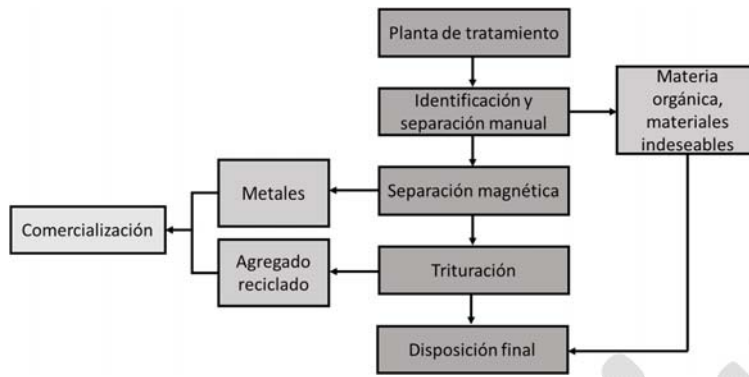 Planta de tratamiento
Identificación y
separación manual
Materia
orgánica,
materiales
indeseables
Metales
Separación magnética
Comercialización
Agregado
reciclado
Trituración
Disposición final